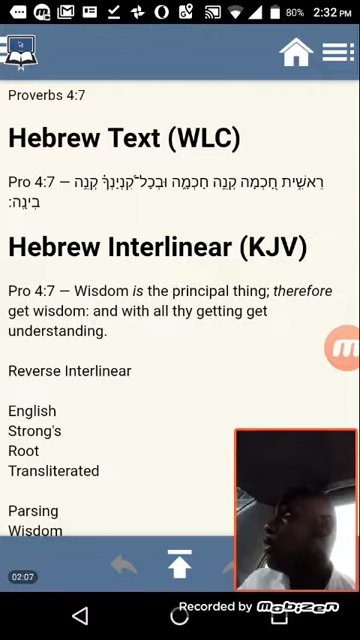 80% 2:32 PM
Proverbs 4:7
Hebrew Text (WLC)
Pro 4:7 — רֵאשִׁ֣ית חָ֭כְמָה קְנֵ֣ה חָכְמָ֑ה וּבְכָל־קִ֝נְיָנְךָ֗ קְנֵ֣ה
בִינָֽה׃
Hebrew Interlinear (KJV)
Pro 4:7 — Wisdom is the principal thing; therefore
get wisdom: and with all thy getting get
understanding.
Reverse Interlinear
English
Strong's
Root
Transliterated
Parsing
Wisdom
02:07
Recorded by mobizen